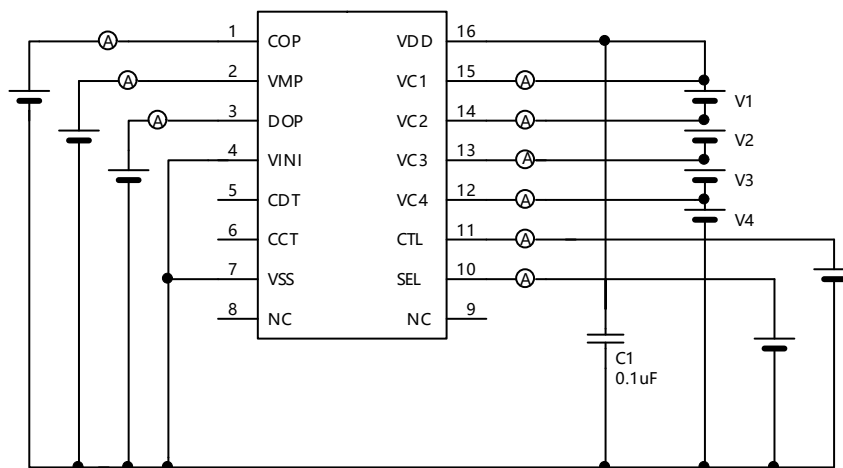 1 COP VDD 16
A
2 VMP VC1 15 A
A
V1
3 DOP VC2 14 A
A
V2
4 VINI VC3 13 A
V3
5 CDT VC4 12 A
V4
6 CCT CTL 11 A
7 VSS SEL 10 A
8 NC NC 9
C1
0.1uF